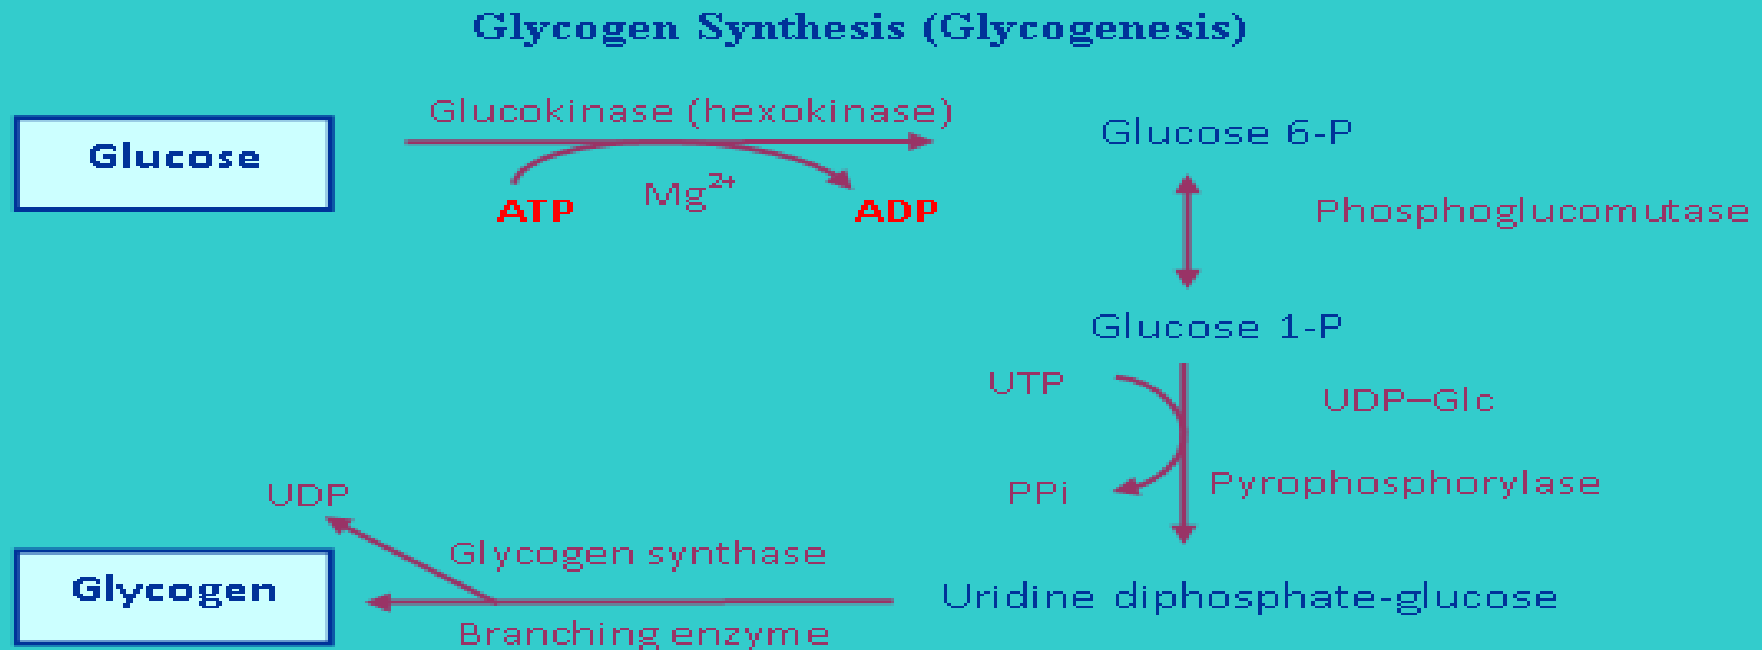 Glycogen Synthesis (Glycogenesis)
Glucokinase (hexokinase)
Glucose
Glucose 6-P
ATP
Mg2+
ADP
Phosphoglucomutase
Glucose 1-P
UTP
UDP–Glc
PPi
Pyrophosphorylase
UDP
Glycogen synthase
Glycogen
Uridine diphosphate-glucose
Branching enzyme